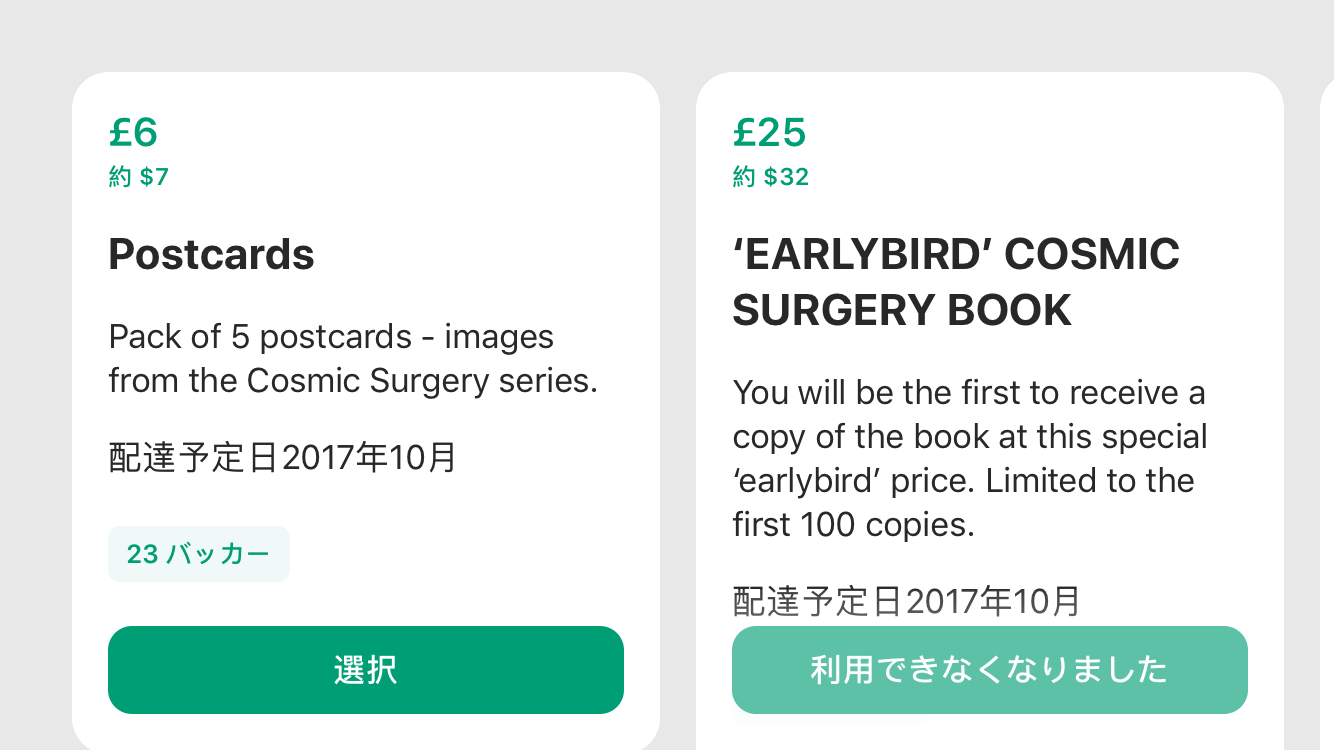 £6
約 $7
Postcards
Pack of 5 postcards - images
from the Cosmic Surgery series.
配達予定日2017年10月
23 バッカー
選択
£25
約 $32
‘EARLYBIRD’ COSMIC
SURGERY BOOK
You will be the first to receive a
copy of the book at this special
‘earlybird’ price. Limited to the
first 100 copies.
配達予定日2017年10月
利用できなくなりました